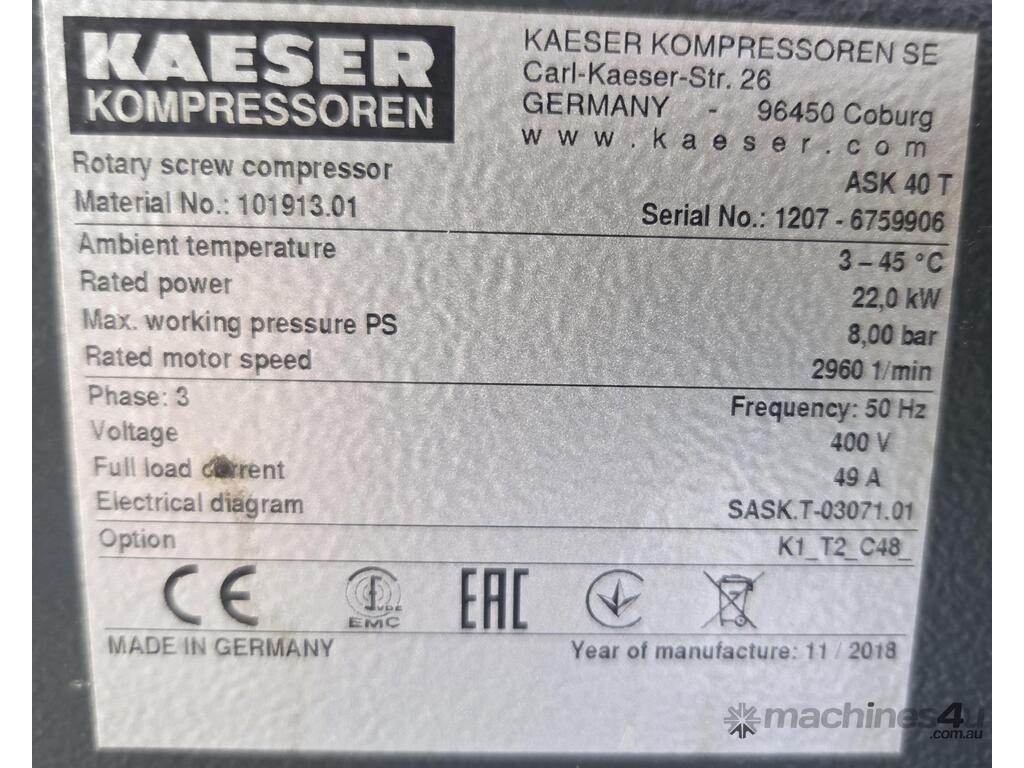 KAESER
KOMPRESSOREN
KAESER KOMPRESSOREN SE
Carl-Kaeser-Str. 26
GERMANY - 96450 Coburg
www.kaeser.com
Rotary screw compressor ASK 40 T
Material No.: 101913.01 Serial No.: 1207 - 6759906
Ambient temperature 3 – 45 °C
Rated power 22,0 kW
Max. working pressure PS 8,00 bar
Rated motor speed 2960 1/min
Phase: 3 Frequency: 50 Hz
Voltage 400 V
Full load current 49 A
Electrical diagram SASK.T-03071.01
Option K1_T2_C48_
CE VDE EMC EAC
MADE IN GERMANY Year of manufacture: 11 / 2018
machines4u
.com.au